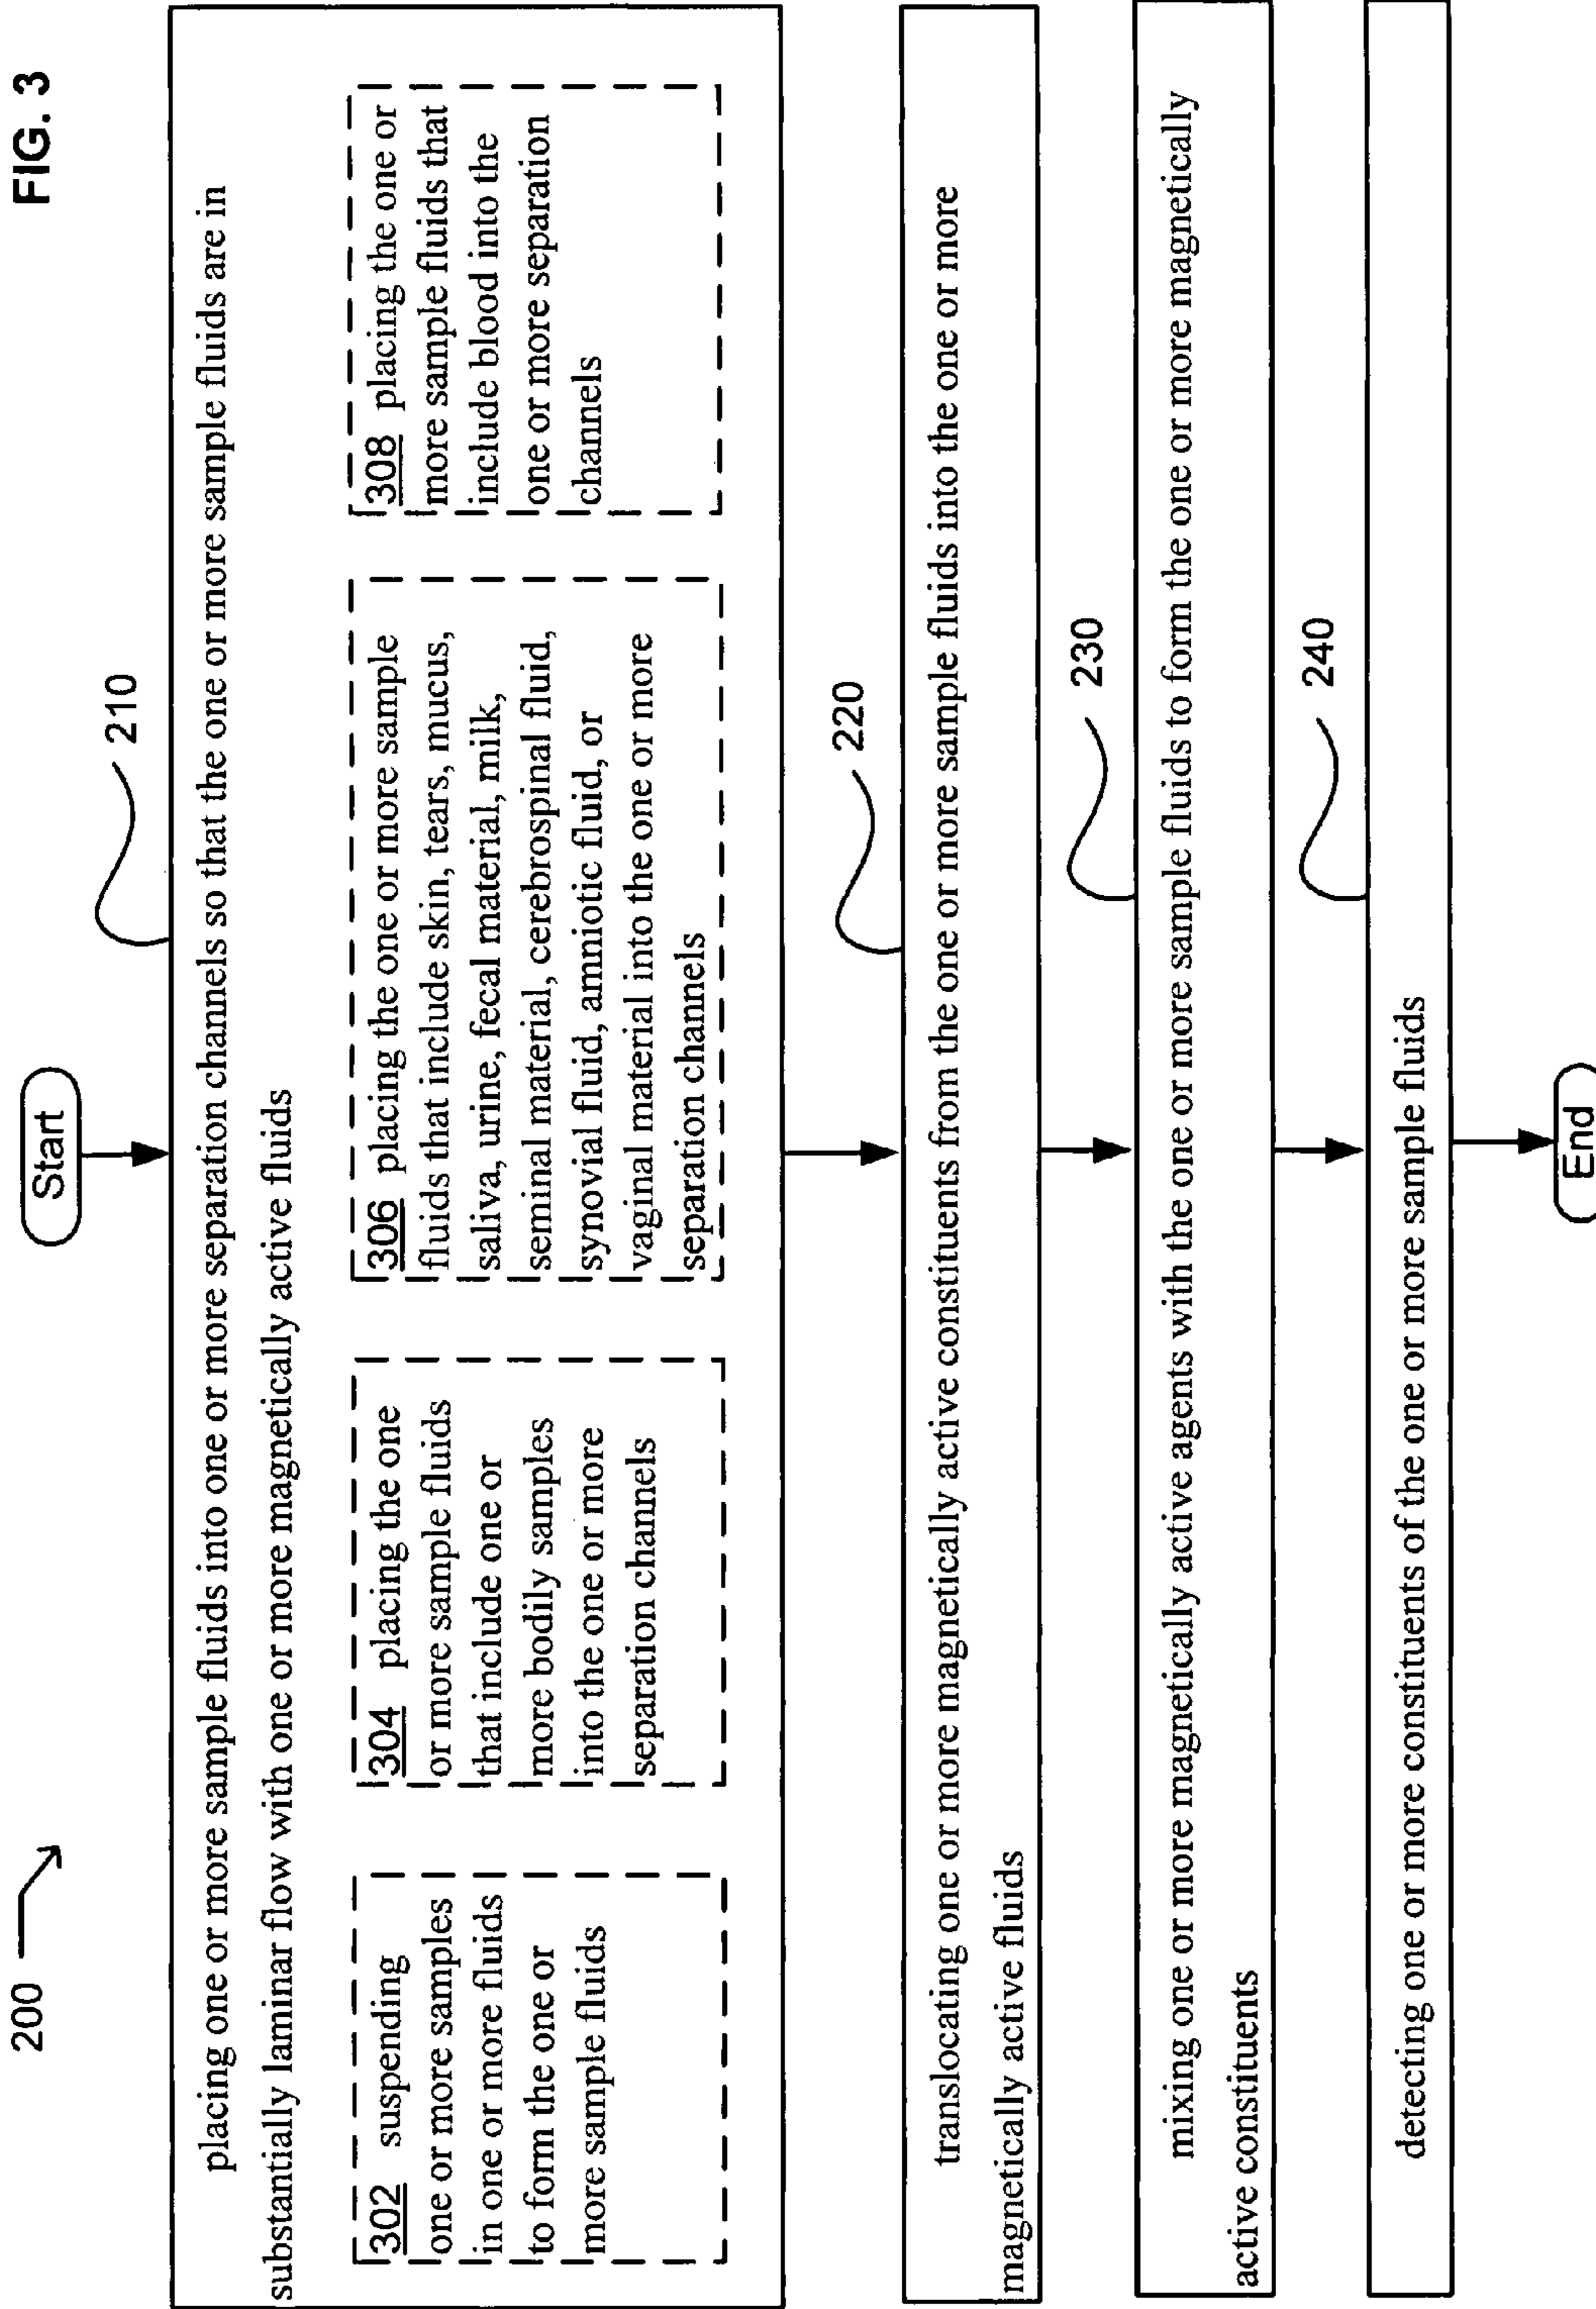 FIG. 3
200
Start
210
placing one or more sample fluids into one or more separation channels so that the one or more sample fluids are in
substantially laminar flow with one or more magnetically active fluids
302 suspending
one or more samples
in one or more fluids
to form the one or
more sample fluids
304 placing the one
or more sample fluids
that include one or
more bodily samples
into the one or more
separation channels
306 placing the one or more sample
fluids that include skin, tears, mucus,
saliva, urine, fecal material, milk,
seminal material, cerebrospinal fluid,
synovial fluid, amniotic fluid, or
vaginal material into the one or more
separation channels
308 placing the one or
more sample fluids that
include blood into the
one or more separation
channels
220
translocating one or more magnetically active constituents from the one or more sample fluids into the one or more
magnetically active fluids
230
mixing one or more magnetically active agents with the one or more sample fluids to form the one or more magnetically
active constituents
240
detecting one or more constituents of the one or more sample fluids
End